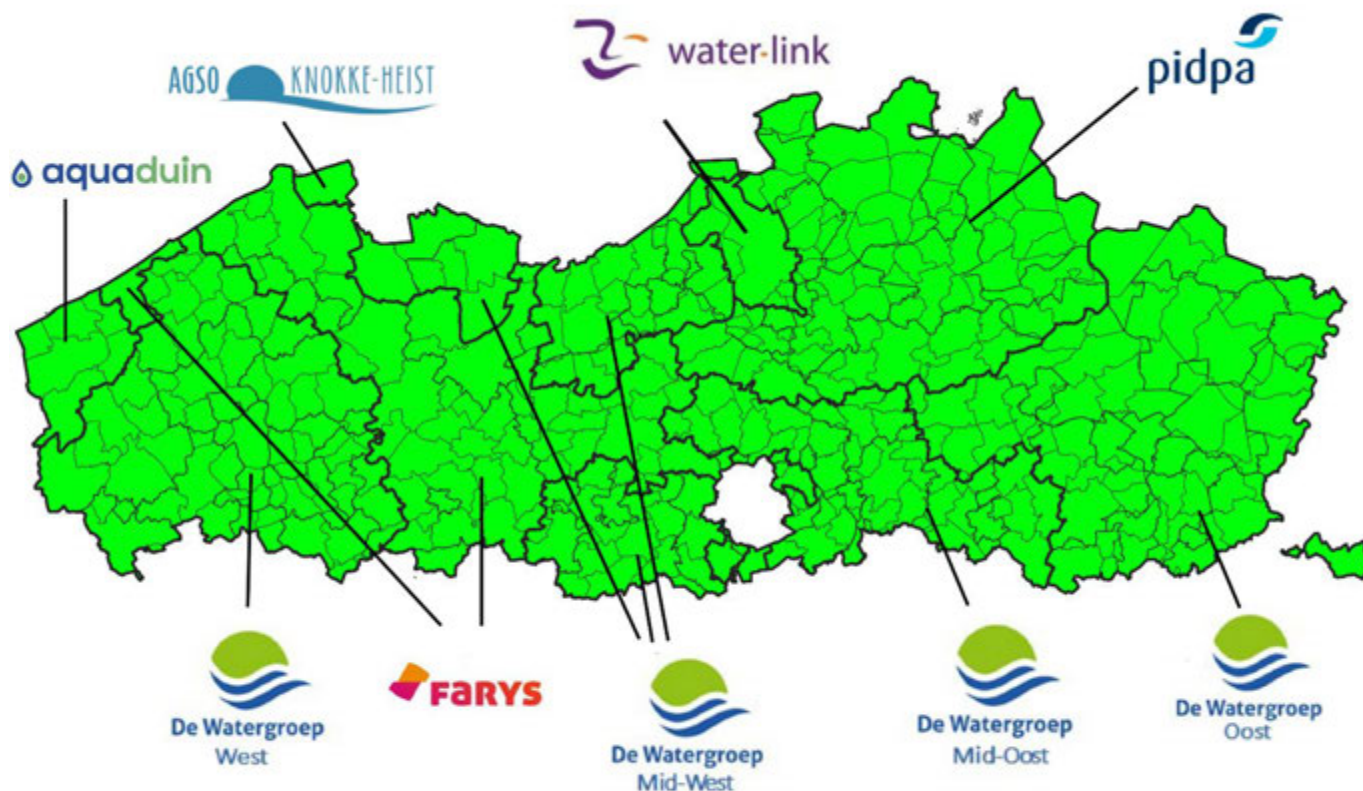 AGSO KNOKKE-HEIST
water-link
pidpa
aquaduin
De Watergroep
West
FARYS
De Watergroep
Mid-West
De Watergroep
Mid-Oost
De Watergroep
Oost